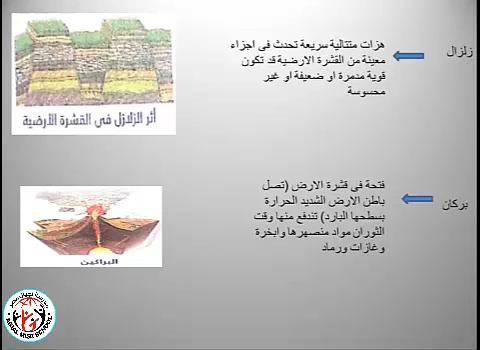 زلزال
هزات متتالية سريعة تحدث فى اجزاء
معينة من القشرة الارضية قد تكون
قوية مدمرة او ضعيفة او غير
محسوسة
أثر الزلازل فى القشرة الأرضية
بركان
فتحة فى قشرة الارض (تصل
باطن الارض الشديد الحرارة
بسطحها البارد) تندفع منها وقت
الثوران مواد منصهرها وابخرة
وغازات ورماد
البراكين